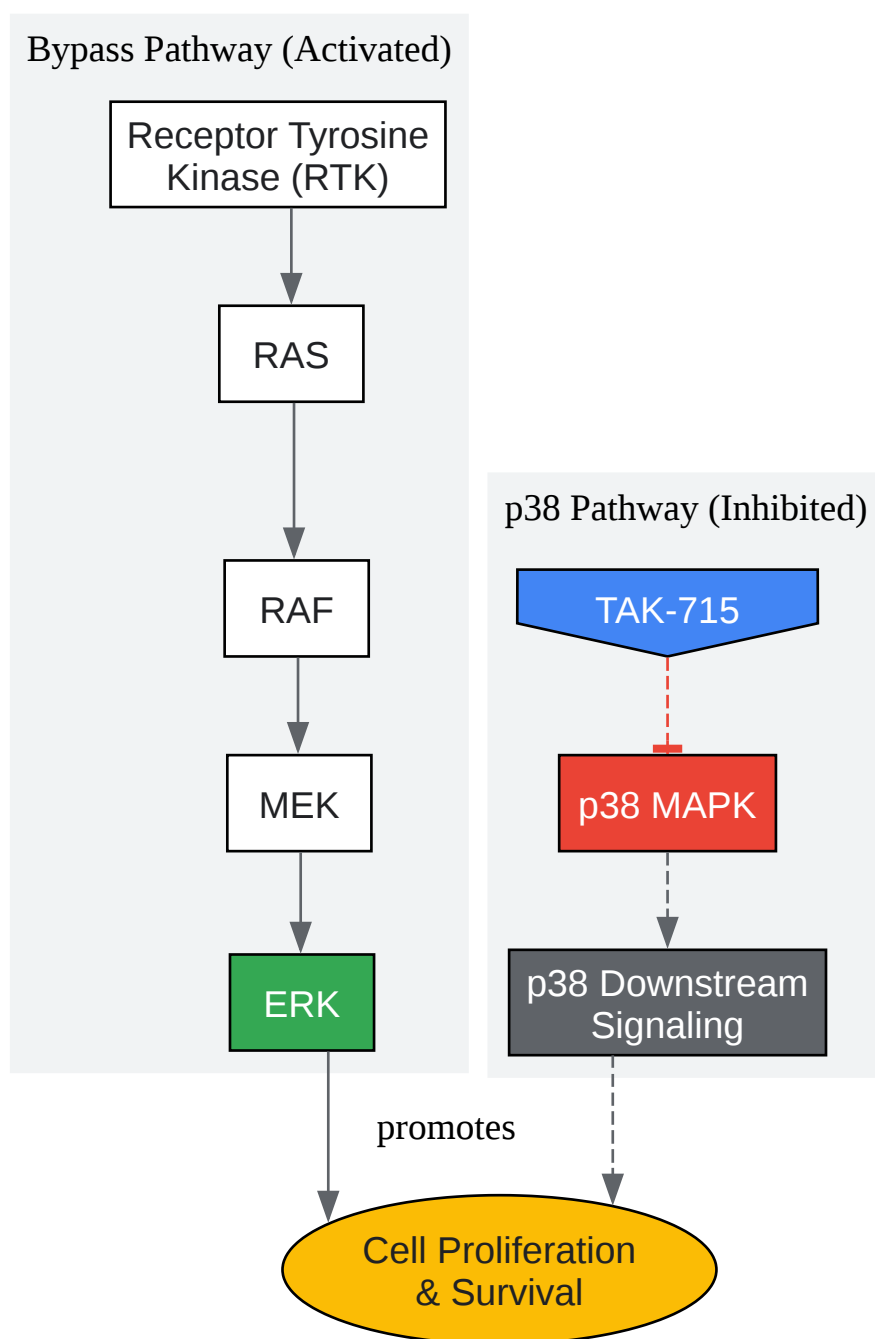 Bypass Pathway (Activated)
Receptor Tyrosine
Kinase (RTK)
RAS
RAF
MEK
ERK
p38 Pathway (Inhibited)
TAK-715
p38 MAPK
p38 Downstream
Signaling
promotes
Cell Proliferation
& Survival